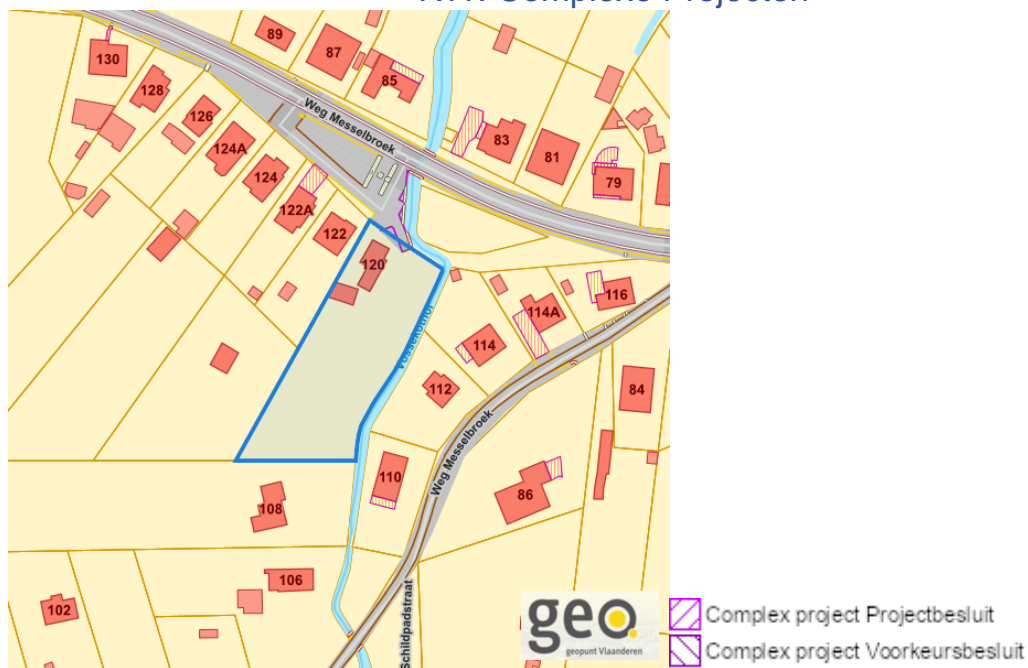 89
87
85
130
128
126
124A
124
122A
122
120
Weg Messelbroek
83
81
79
116
114A
114
112
84
Vossekothof
110
Weg Messelbroek
86
108
106
102
Schildpadstraat
geo.
geopunt Vlaanderen
Complex project Projectbesluit
Complex project Voorkeursbesluit